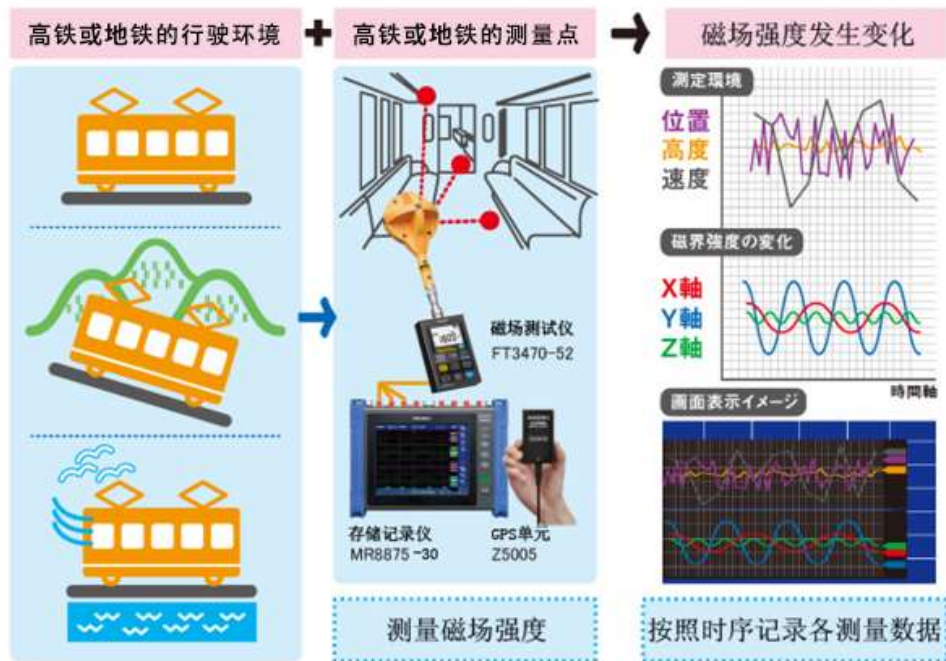 高铁或地铁的行驶环境
高铁或地铁的测量点
磁场强度发生变化
磁场测试仪
FT3470-52
存储记录仪
MR8875-30
GPS单元
Z5005
测量磁场强度
測定環境
位置
高度
速度
磁界強度の変化
X軸
Y軸
Z軸
時間軸
画面表示イメージ
按照时序记录各测量数据